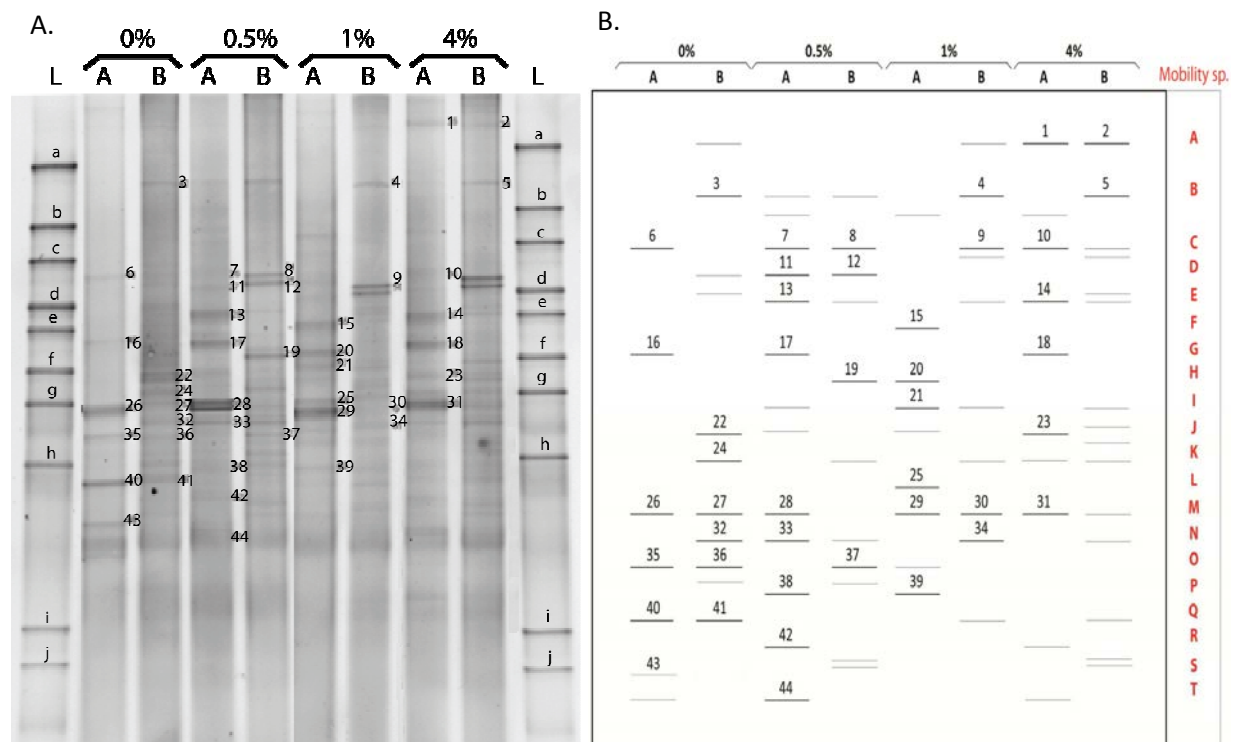 A.
0% 0.5% 1% 4%
L A B A B A B A B L
1 2
a a
3 4 5
b b
c c
6 7 8 9 10
11 12
d d
e e
13 14
15
16 17 18
19 20
f f
21
22 23
g g
24
25
26 27 28 29 30 31
32 33 34
35 36 37
h h
38 39
40 41
42
43
44
i i
j j
B.
0% 0.5% 1% 4%
A B A B A B A B Mobility sp.
1 2 A
3 4 5 B
6 7 8 9 10 C
11 12 D
13 14 E
15 F
16 17 18 G
19 20 H
21 I
22 23 J
24 K
25 L
26 27 28 29 30 31 M
32 33 34 N
35 36 37 O
38 39 P
40 41 Q
42 R
43 S
44 T